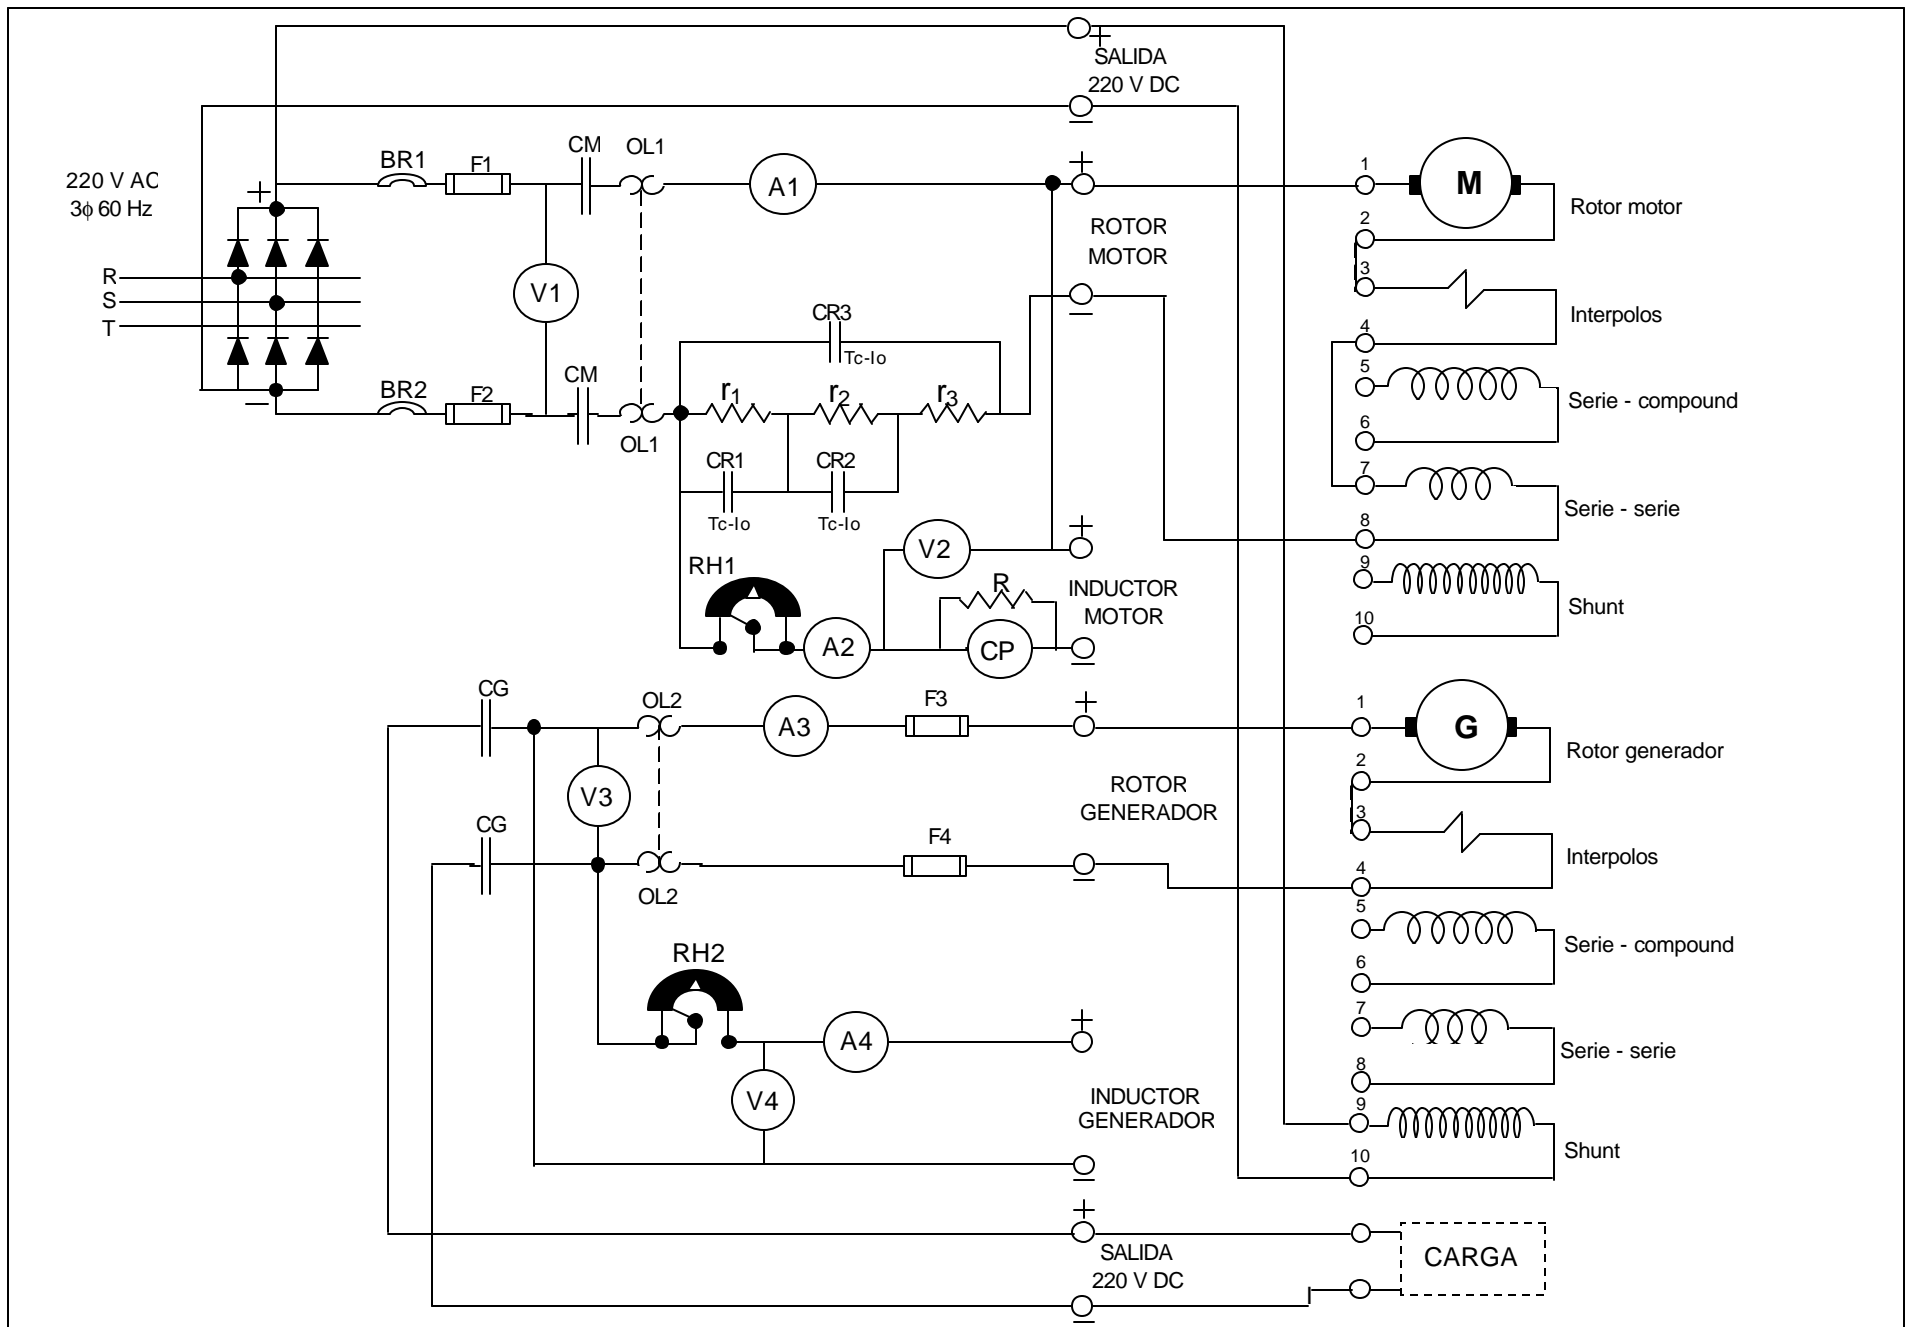 +
SALIDA
220 V DC
CM
OL1
BR1
F1
+
1
220 V AC
3ϕ 60 Hz
+
A1
M
Rotor motor
2
ROTOR
MOTOR
3
R
S
T
V1
CR3
Tc-Io
Interpolos
4
5
BR2
F2
CM
r1
r2
r3
Serie - compound
OL1
6
CR1
CR2
7
Tc-Io
Tc-Io
+
Serie - serie
8
V2
9
RH1
R
INDUCTOR
MOTOR
Shunt
10
A2
CP
CG
OL2
F3
+
1
A3
G
Rotor generador
2
V3
ROTOR
GENERADOR
3
CG
F4
Interpolos
4
OL2
5
RH2
Serie - compound
6
7
+
A4
Serie - serie
8
V4
INDUCTOR
GENERADOR
9
Shunt
10
+
SALIDA
220 V DC
CARGA